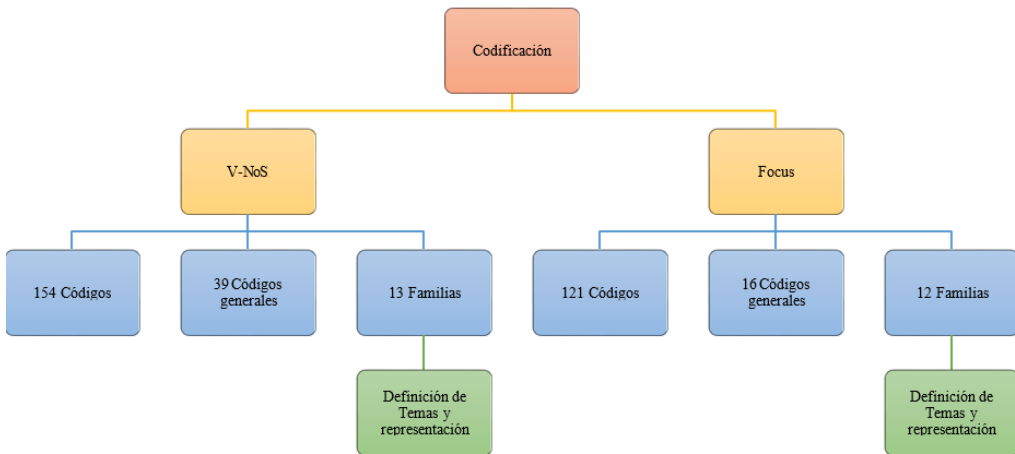 Codificación
V-NoS
Focus
154 Códigos
39 Códigos
generales
13 Familias
121 Códigos
16 Códigos
generales
12 Familias
Definición de
Temas y
representación
Definición de
Temas y
representación